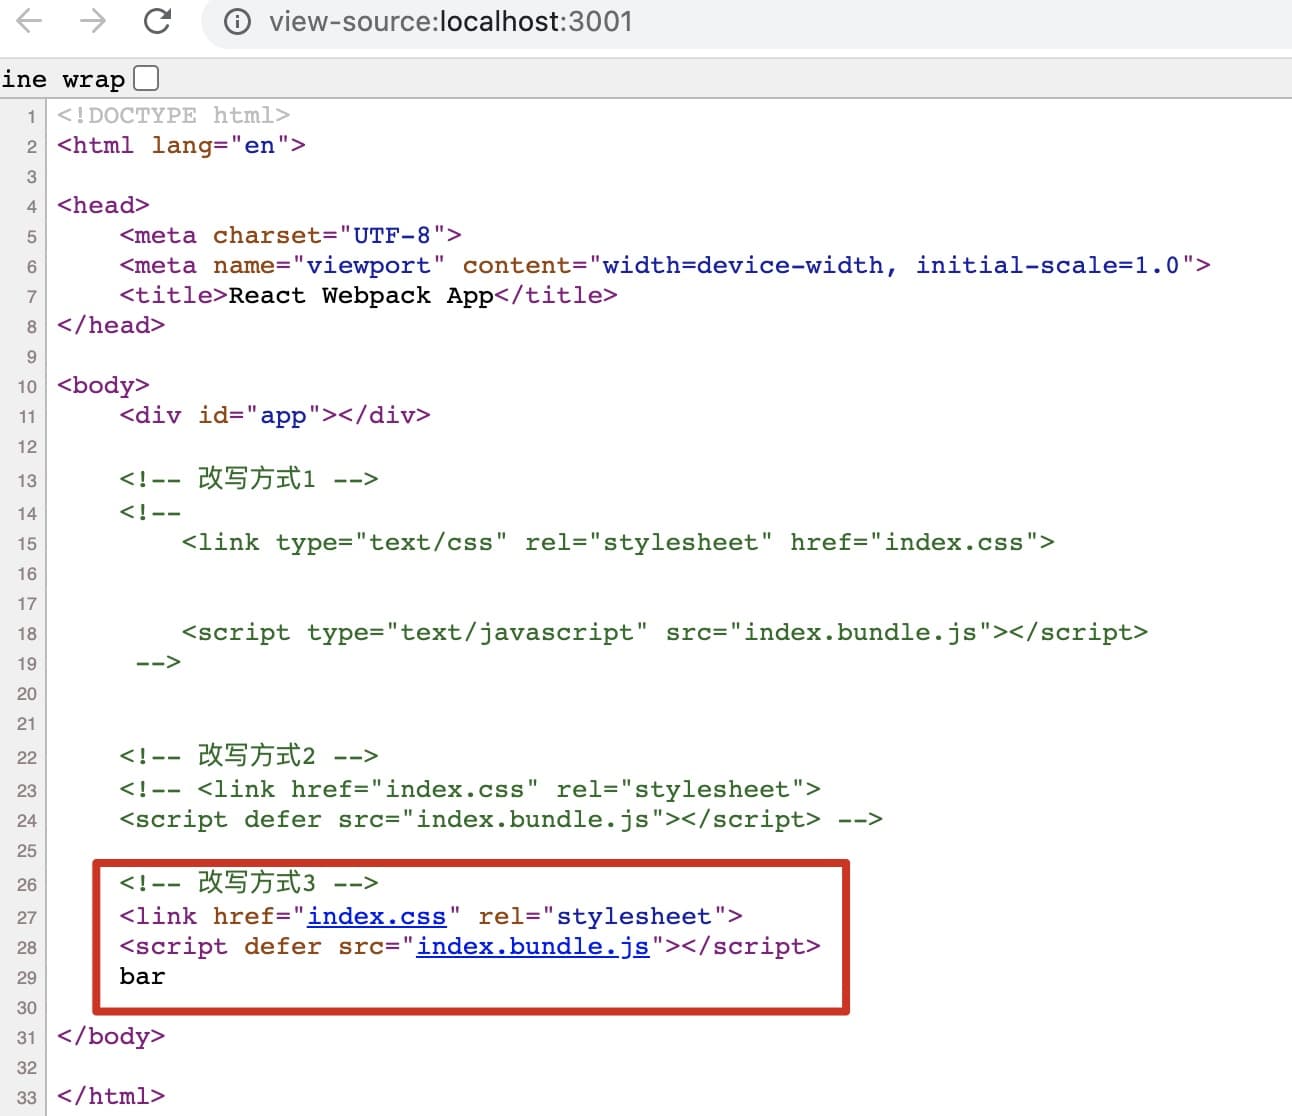 view-source:localhost:3001
ine wrap
1 <!DOCTYPE html>
2 <html lang="en">
3
4 <head>
5 <meta charset="UTF-8">
6 <meta name="viewport" content="width=device-width, initial-scale=1.0">
7 <title>React Webpack App</title>
8 </head>
9
10 <body>
11 <div id="app"></div>
12
13 <!-- 改写方式1 -->
14 <!--
15 <link type="text/css" rel="stylesheet" href="index.css">
16
17
18 <script type="text/javascript" src="index.bundle.js"></script>
19 -->
20
21
22 <!-- 改写方式2 -->
23 <!-- <link href="index.css" rel="stylesheet">
24 <script defer src="index.bundle.js"></script> -->
25
26 <!-- 改写方式3 -->
27 <link href="index.css" rel="stylesheet">
28 <script defer src="index.bundle.js"></script>
29 bar
30
31 </body>
32
33 </html>